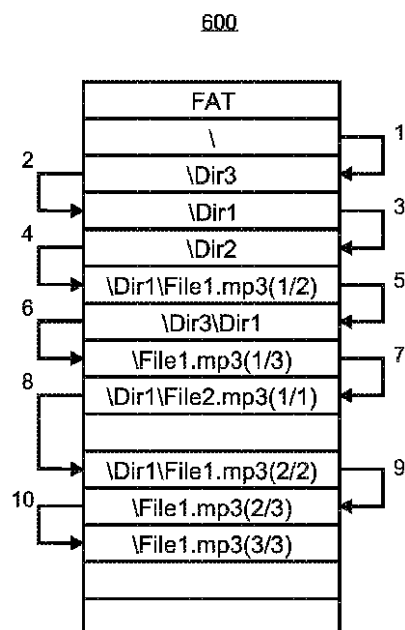 600
FAT
\
1
2
\Dir3
\Dir1
3
4
\Dir2
\Dir1\File1.mp3(1/2)
5
6
\Dir3\Dir1
\File1.mp3(1/3)
7
8
\Dir1\File2.mp3(1/1)
\Dir1\File1.mp3(2/2)
9
10
\File1.mp3(2/3)
\File1.mp3(3/3)